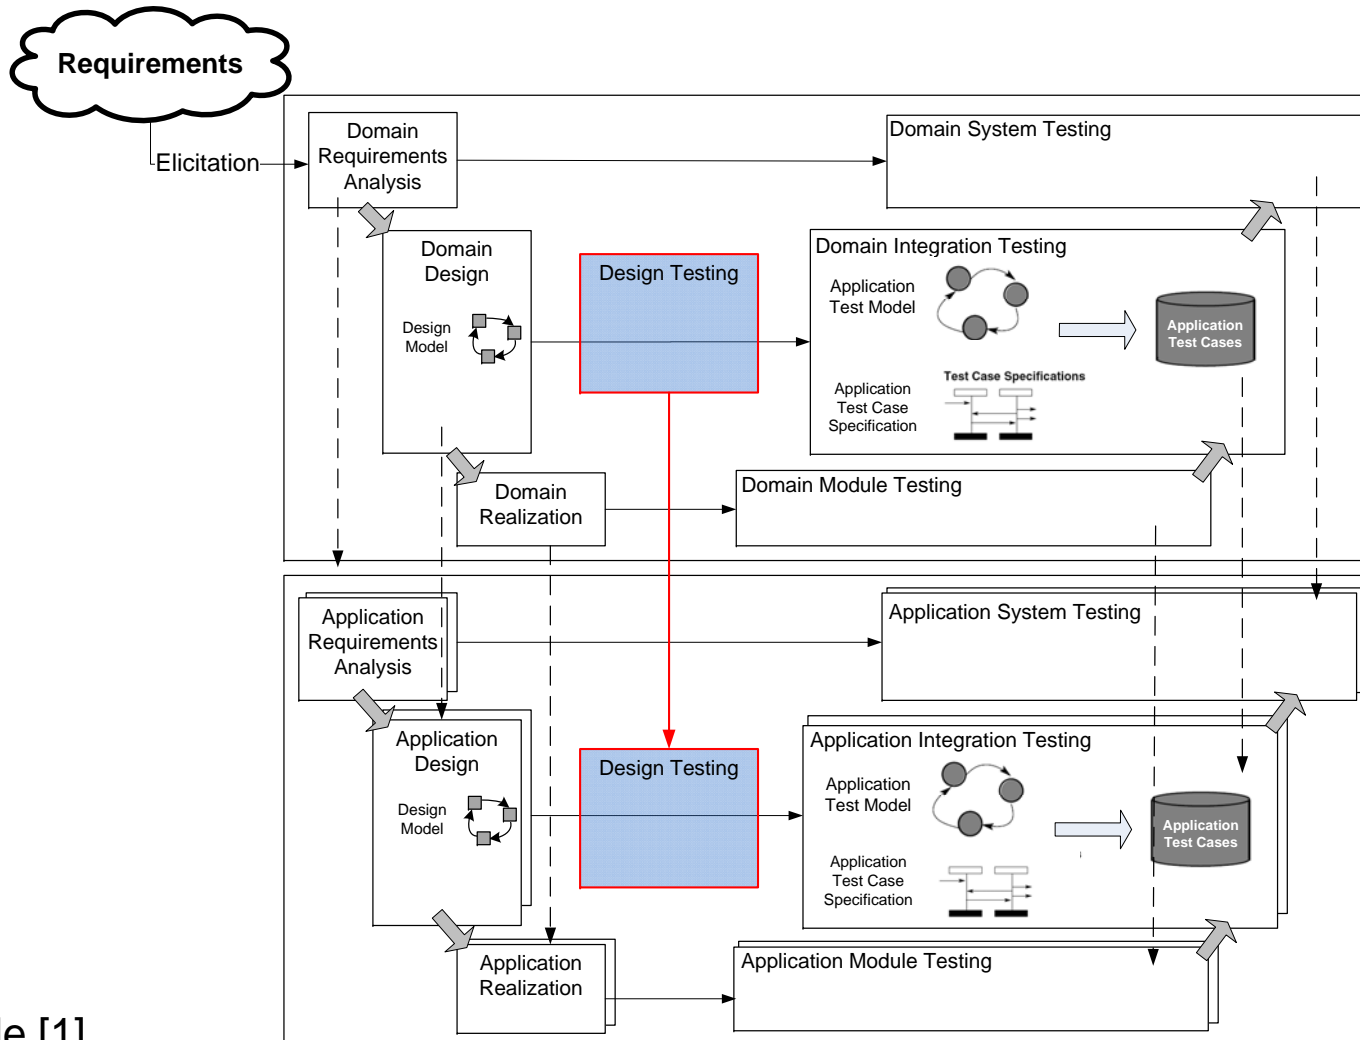 Requirements
Elicitation
Domain
Requirements
Analysis
Domain System Testing
Domain
Design
Design
Model
Design Testing
Domain Integration Testing
Application
Test Model
Application
Test Cases
Test Case Specifications
Application
Test Case
Specification
Domain
Realization
Domain Module Testing
Application
Requirements
Analysis
Application System Testing
Application
Design
Design
Model
Design Testing
Application Integration Testing
Application
Test Model
Application
Test Cases
Application
Test Case
Specification
Application
Realization
Application Module Testing
[1]